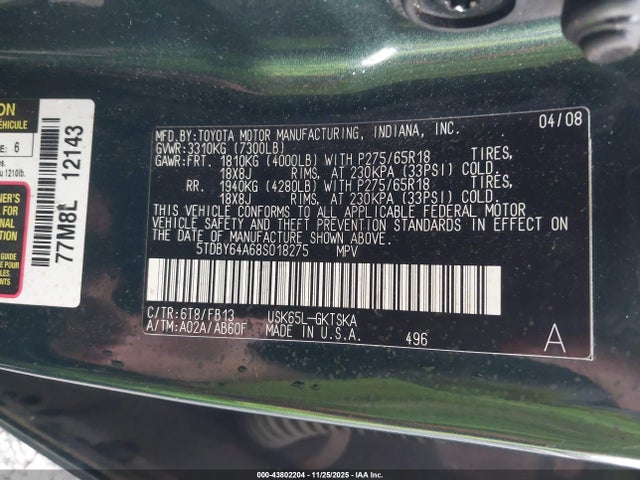 ON
VÉHICULE
E: 6
1210lb.
77M8L 12143
MFD.BY:TOYOTA MOTOR MANUFACTURING, INDIANA, INC. 04/08
GVWR:3310KG (7300LB)
GAWR:FRT. 1810KG (4000LB) WITH P275/65R18 TIRES,
18X8J RIMS, AT 230KPA (33PSI) COLD.
RR. 1940KG (4280LB) WITH P275/65R18 TIRES,
18X8J RIMS, AT 230KPA (33PSI) COLD.
THIS VEHICLE CONFORMS TO ALL APPLICABLE FEDERAL MOTOR
VEHICLE SAFETY AND THEFT PREVENTION STANDARDS IN EFFECT ON
THE DATE OF MANUFACTURE SHOWN ABOVE.
5TDBY64A68S018275 MPV
C/TR:6T8/FB13 USK65L-GKTSKA
A/TM:A02A/AB60F MADE IN U.S.A. 496 A
000-43802204 - 11/25/2025 - Copyright IAA